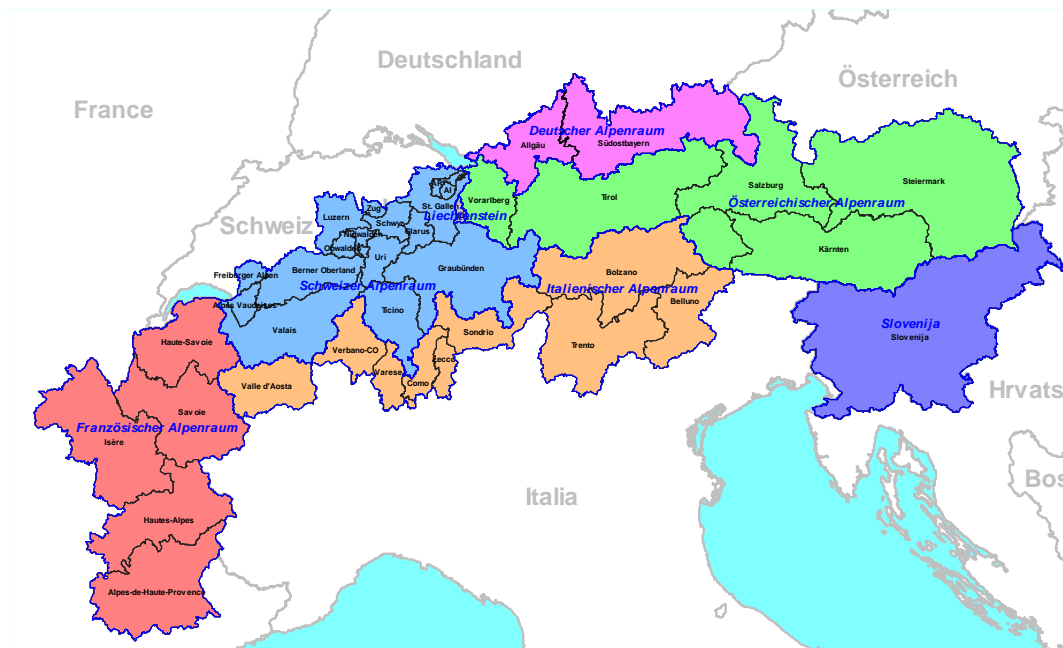 Deutschland
Österreich
France
Deutscher Alpenraum
Allgäu
Südostbayern
Schweiz
AI
Zug
Luzern
Schwyz
St. Gallen
Liechtenstein
Vorarlberg
Tirol
Salzburg
Steiermark
Österreichischer Alpenraum
Nidwalden
Glarus
Obwalden
Uri
Kärnten
Freiberger Alpen
Berner Oberland
Graubünden
Bolzano
Schweizer Alpenraum
Italienischer Alpenraum
Alpes Vaudoises
Belluno
Ticino
Valais
Sondrio
Slovenija
Slovenija
Haute-Savoie
Verbano-CO
Trento
Lecco
Varese
Como
Valle d'Aosta
Hrvats
Savoie
Französischer Alpenraum
Isère
Bos
Italia
Hautes-Alpes
Alpes-de-Haute-Provence